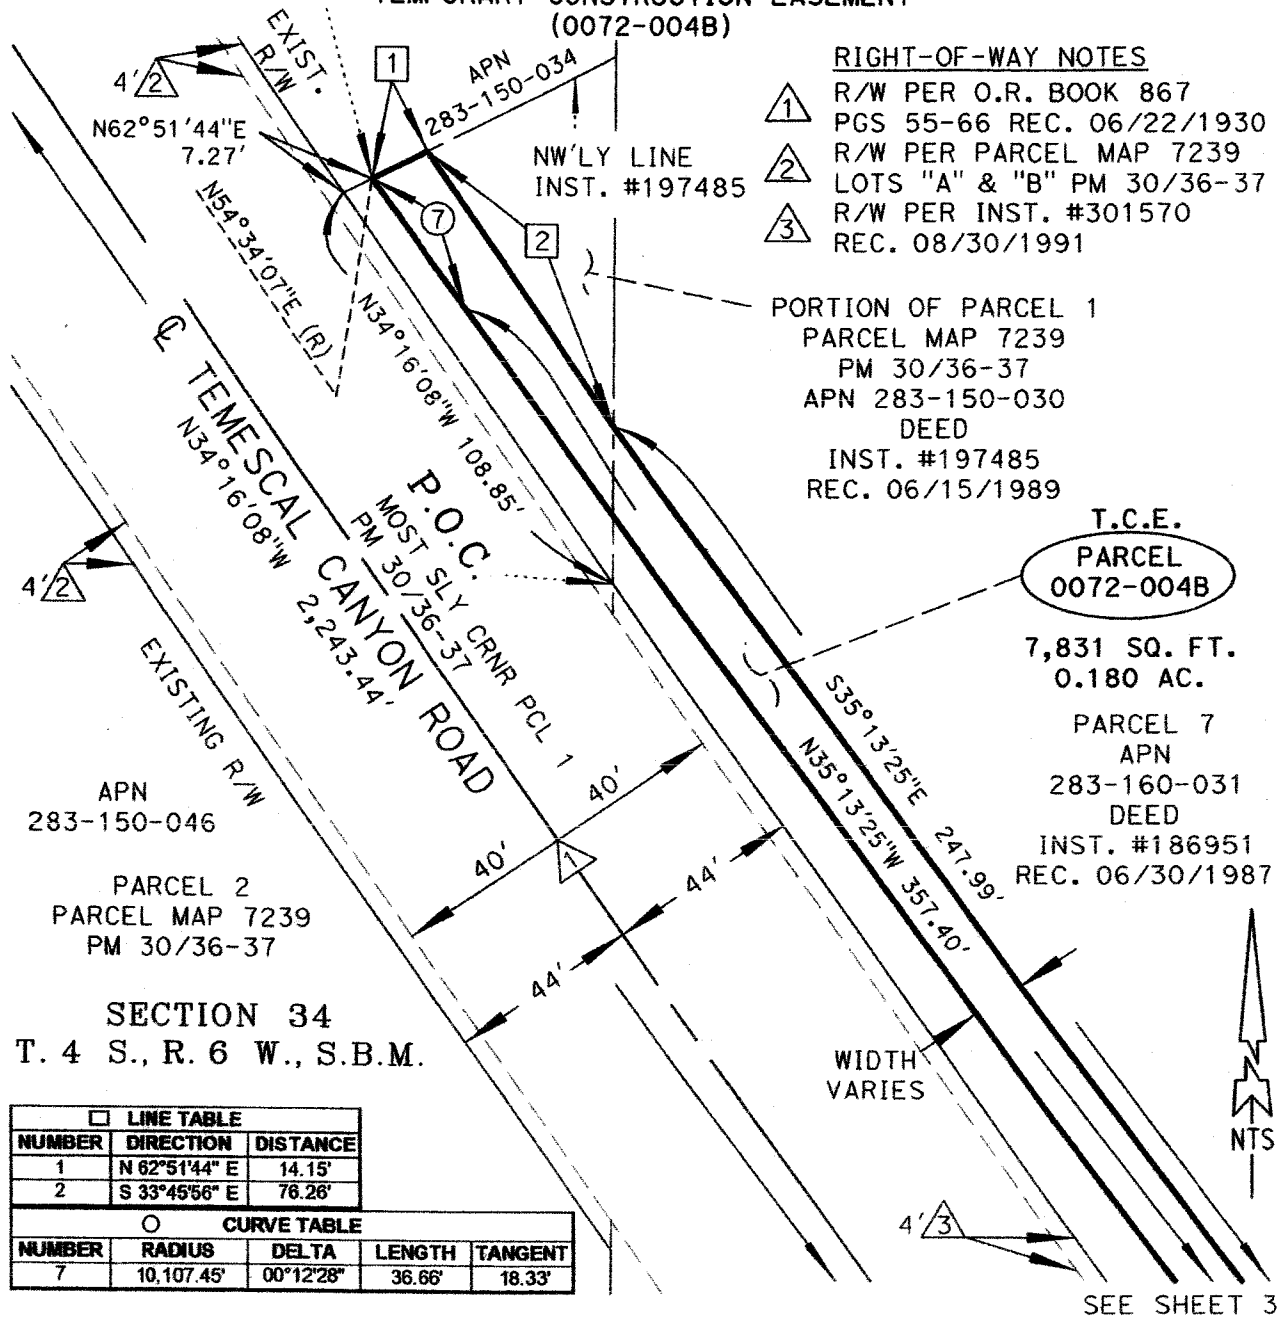 TEMPORARY CONSTRUCTION EASEMENT
(0072-004B)
RIGHT-OF-WAY NOTES
1 R/W PER O.R. BOOK 867
PGS 55-66 REC. 06/22/1930
2 R/W PER PARCEL MAP 7239
LOTS "A" & "B" PM 30/36-37
3 R/W PER INST. #301570
REC. 08/30/1991
EXIST.
R/W
4' 2
1
APN
283-150-034
N62°51'44"E
7.27'
NW'LY LINE
INST. #197485
N54°34'07"E (R)
7
2
N34°16'08"W 108.85'
PORTION OF PARCEL 1
PARCEL MAP 7239
PM 30/36-37
APN 283-150-030
DEED
INST. #197485
REC. 06/15/1989
℄ TEMESCAL CANYON ROAD
N34°16'08"W 2,243.44'
P.O.C.
MOST SLY CRNR PCL 1
PM 30/36-37
T.C.E.
PARCEL
0072-004B
7,831 SQ. FT.
0.180 AC.
4' 2
EXISTING R/W
S35°13'25"E 247.99'
N35°13'25"W 357.40'
PARCEL 7
APN
283-160-031
DEED
INST. #186951
REC. 06/30/1987
APN
283-150-046
40'
40'
1
44'
44'
PARCEL 2
PARCEL MAP 7239
PM 30/36-37
SECTION 34
T. 4 S., R. 6 W., S.B.M.
WIDTH
VARIES
N
NTS
LINE TABLE
NUMBER DIRECTION DISTANCE
1 N 62°51'44" E 14.15'
2 S 33°45'56" E 76.26'
CURVE TABLE
NUMBER RADIUS DELTA LENGTH TANGENT
7 10,107.45' 00°12'28" 36.66' 18.33'
4' 3
SEE SHEET 3